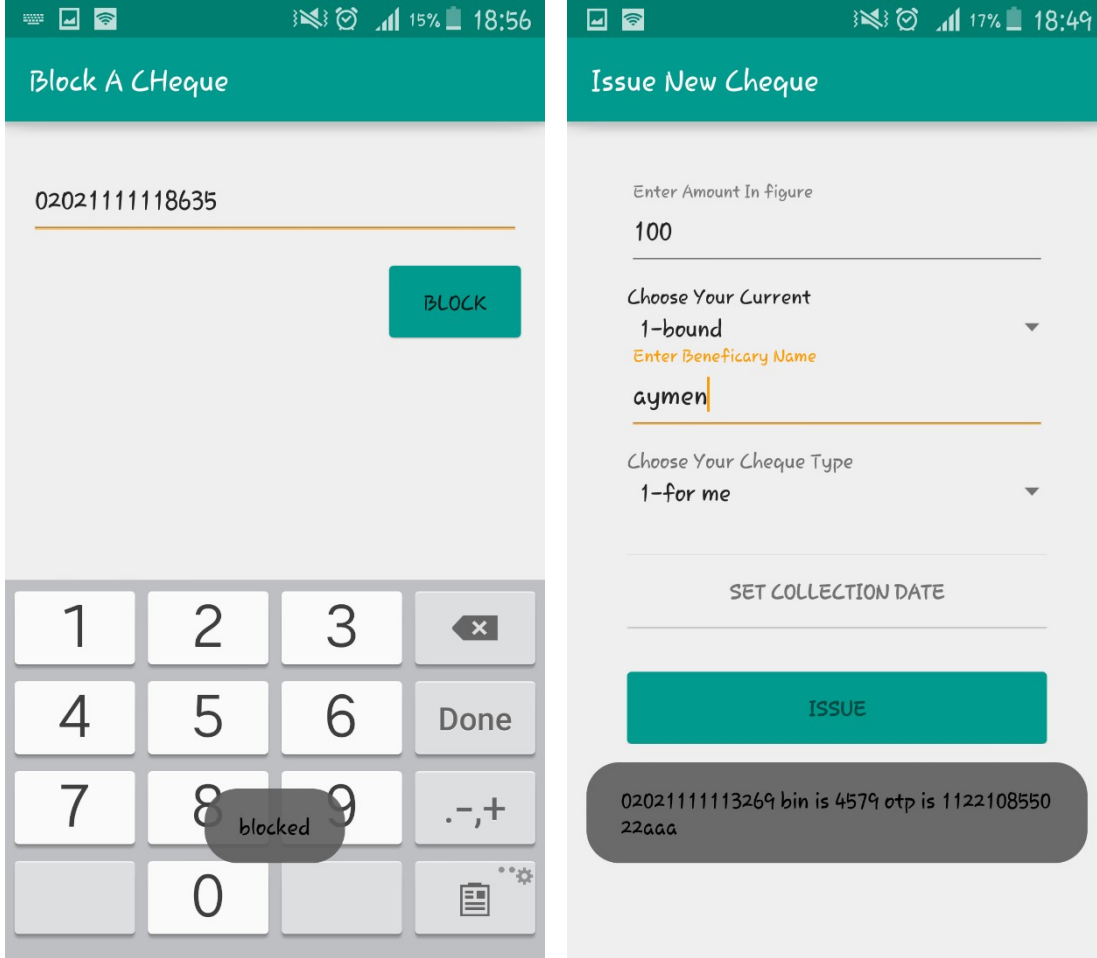 15% 18:56
Block A CHeque
02021111118635
BLOCK
1 2 3
4 5 6 Done
7 8 9 .-,+
blocked
0
17% 18:49
Issue New Cheque
Enter Amount In figure
100
Choose Your Current
1-bound
Enter Beneficary Name
aymen
Choose Your Cheque Type
1-for me
SET COLLECTION DATE
ISSUE
02021111113269 bin is 4579 otp is 1122108550
22aaa